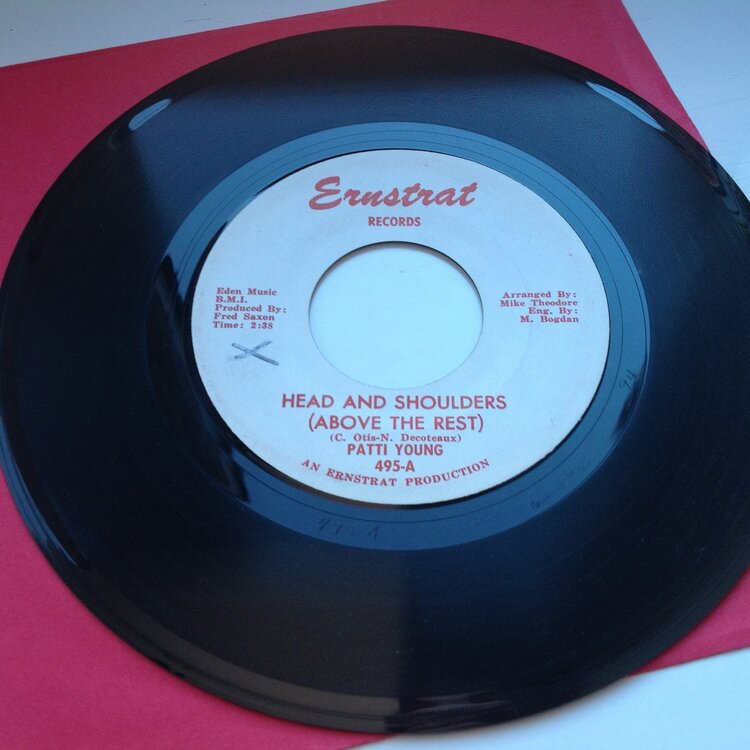 Ernstrat
RECORDS
Eden Music
B.M.I.
Produced By:
Fred Saxon
Time: 2:38
Arranged By:
Mike Theodore
Eng. By:
M. Bogdan
HEAD AND SHOULDERS
(ABOVE THE REST)
(C. Otis-N. Decoteaux)
PATTI YOUNG
495-A
AN ERNSTRAT PRODUCTION